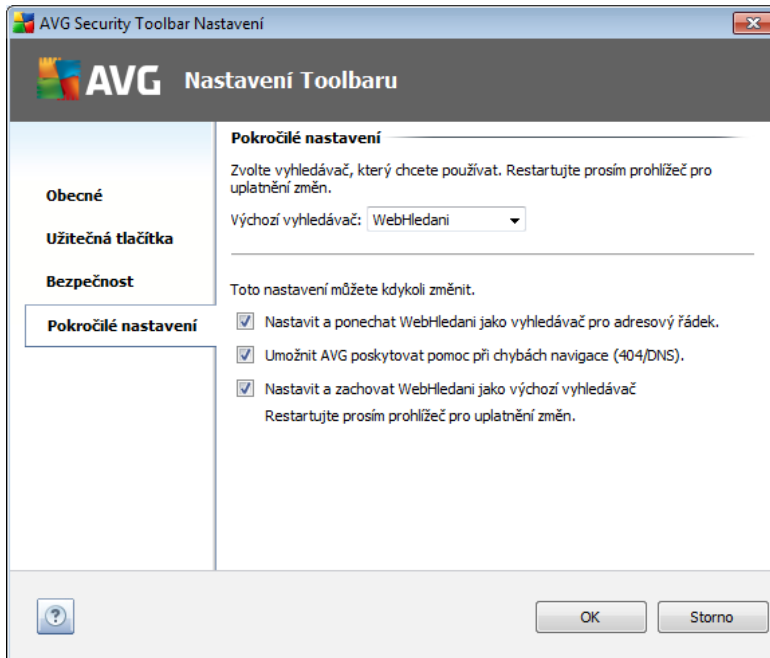 AVG Security Toolbar Nastavení
AVG Nastavení Toolbaru
Obecné
Užitečná tlačítka
Bezpečnost
Pokročilé nastavení
Pokročilé nastavení
Zvolte vyhledávač, který chcete používat. Restartujte prosím prohlížeč pro
uplatnění změn.
Výchozí vyhledávač: WebHledani
Toto nastavení můžete kdykoli změnit.
Nastavit a ponechat WebHledani jako vyhledávač pro adresový řádek.
Umožnit AVG poskytovat pomoc při chybách navigace (404/DNS).
Nastavit a zachovat WebHledani jako výchozí vyhledávač
Restartujte prosím prohlížeč pro uplatnění změn.
?
OK
Storno